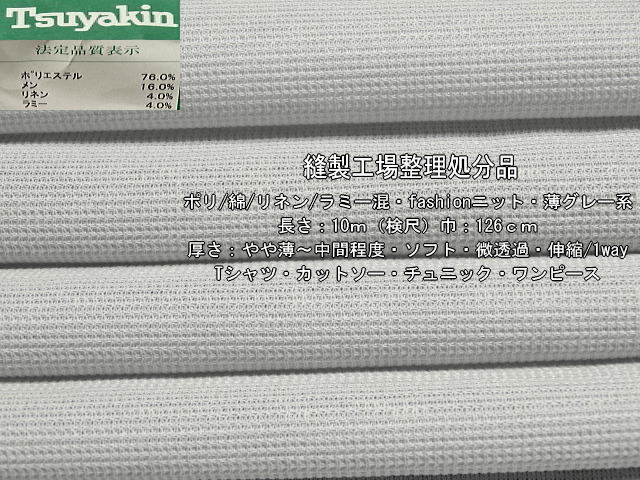 Tsuyakin
法定品質表示
ポリエステル 76.0%
メン 16.0%
リネン 4.0%
ラミー 4.0%
縫製工場整理処分品
ポリ/綿/リネン/ラミー混・fashionニット・薄グレー系
長さ：10m（検尺）巾：126cm
厚さ：やや薄～中間程度・ソフト・微透過・伸縮/1way
Tシャツ・カットソー・チュニック・ワンピース